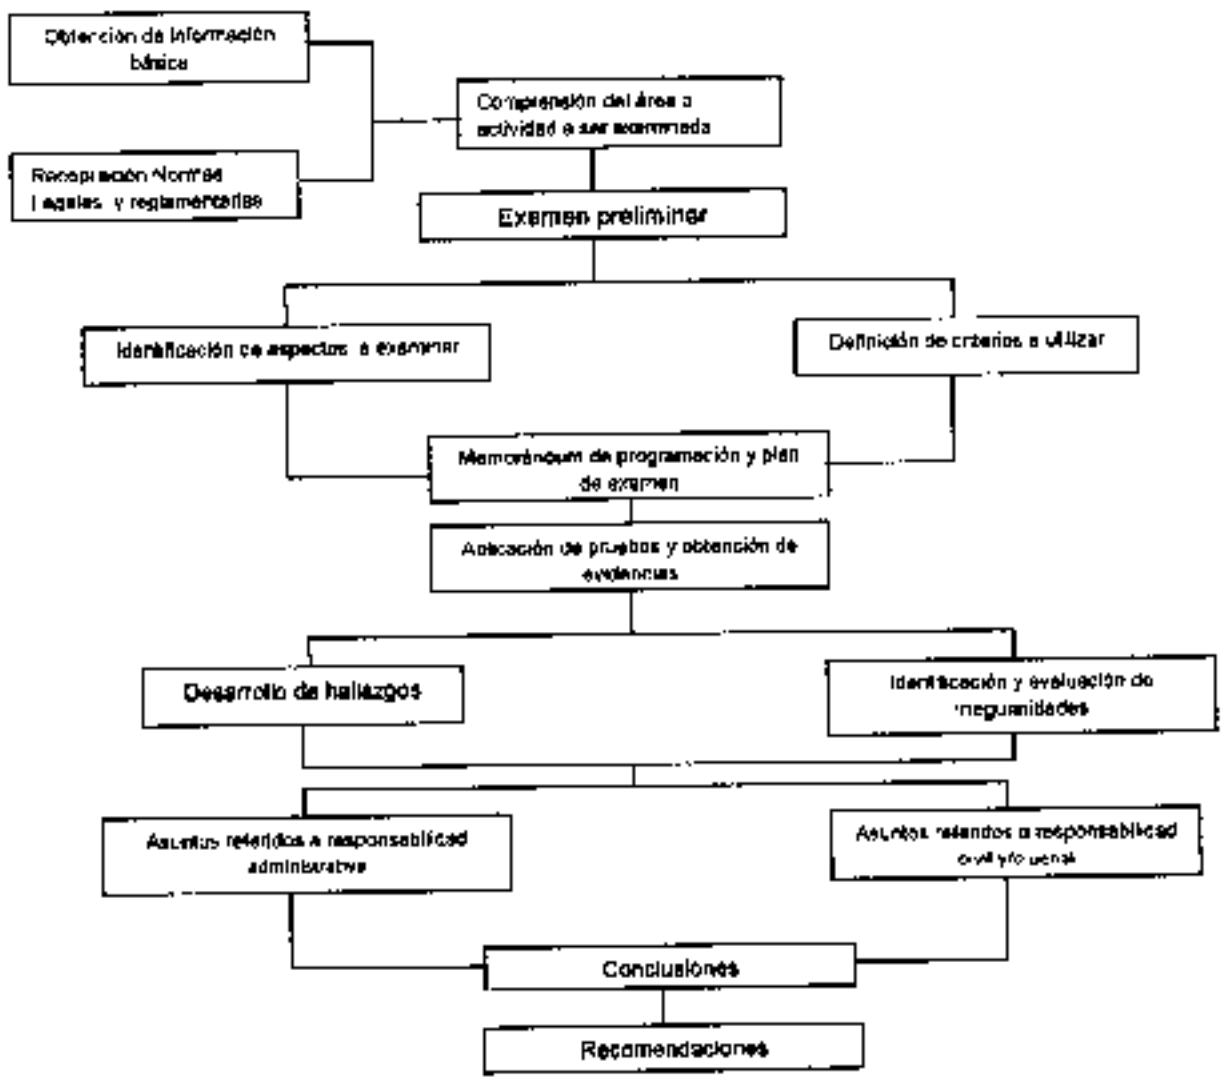 Obtención de información
básica
Comprensión del área o
actividad a ser examinada
Recopilación Normas
Legales y reglamentarias
Examen preliminar
Identificación de aspectos a examinar
Definición de criterios a utilizar
Memorándum de programación y plan
de examen
Aplicación de pruebas y obtención de
evidencias
Desarrollo de hallazgos
Identificación y evaluación de
irregularidades
Asuntos referidos a responsabilidad
administrativa
Asuntos referidos a responsabilidad
civil y/o penal
Conclusiones
Recomendaciones